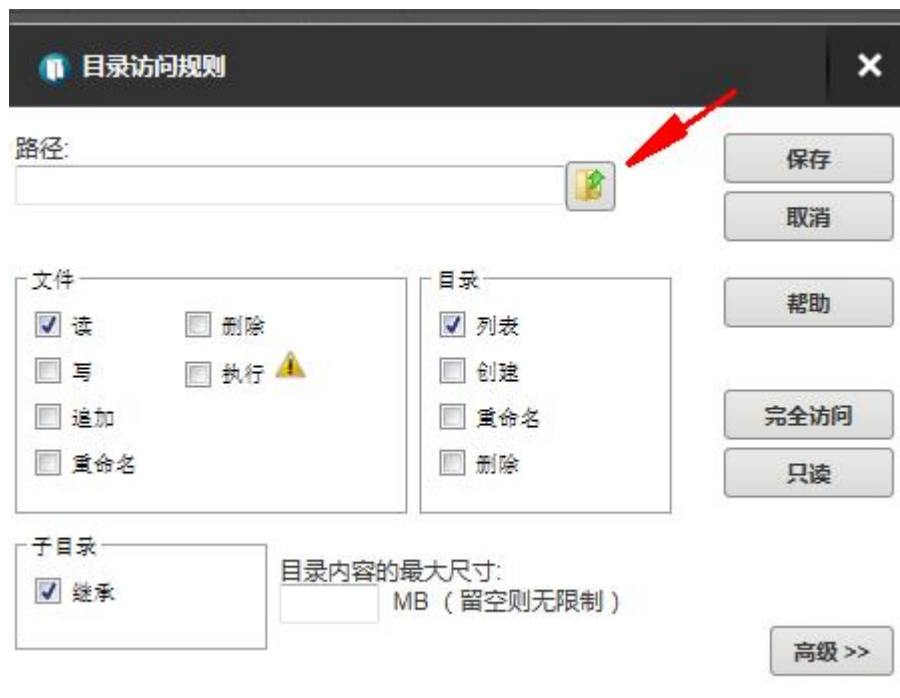 目录访问规则
路径:
保存
取消
文件
读
删除
写
执行
追加
重命名
目录
列表
创建
重命名
删除
帮助
完全访问
只读
子目录
继承
目录内容的最大尺寸:
MB （留空则无限制）
高级 >>